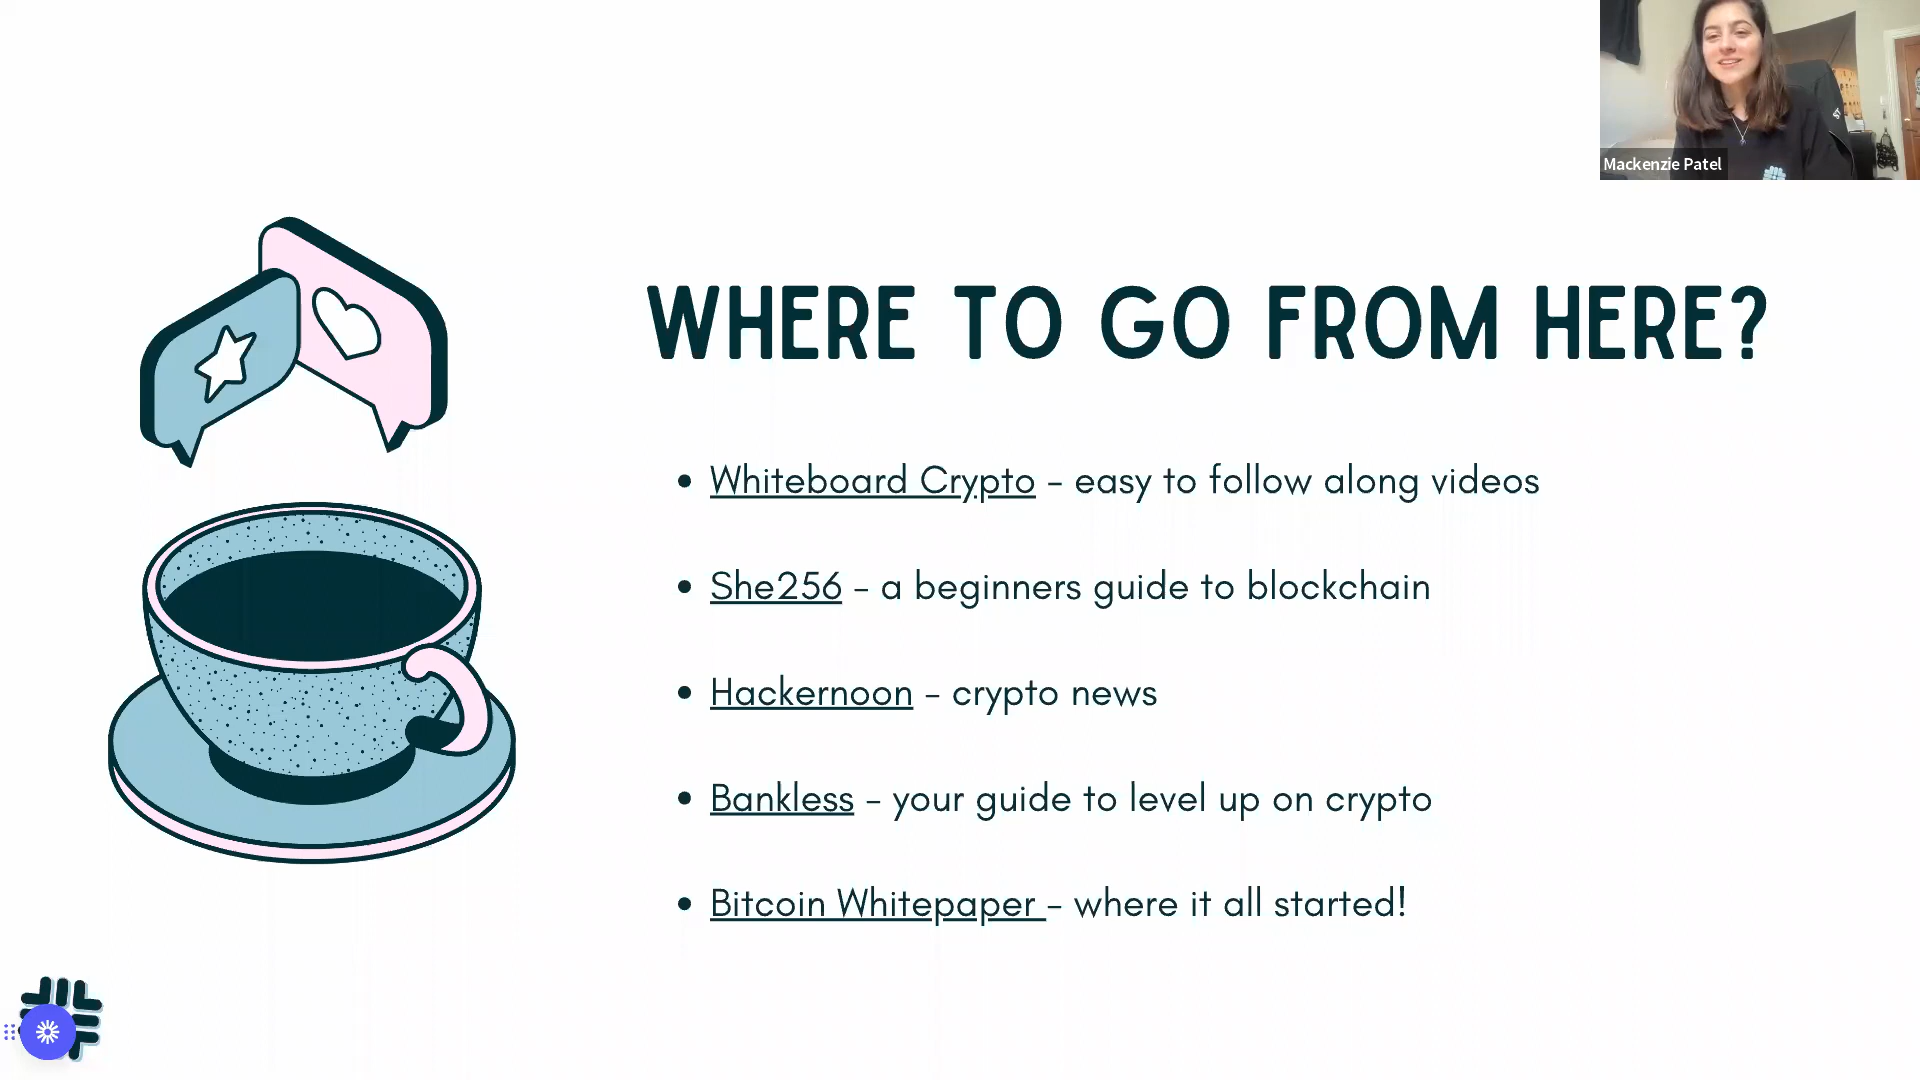 Mackenzie Patel
WHERE TO GO FROM HERE?
• Whiteboard Crypto - easy to follow along videos
• She256 - a beginners guide to blockchain
• Hackernoon - crypto news
• Bankless - your guide to level up on crypto
• Bitcoin Whitepaper - where it all started!